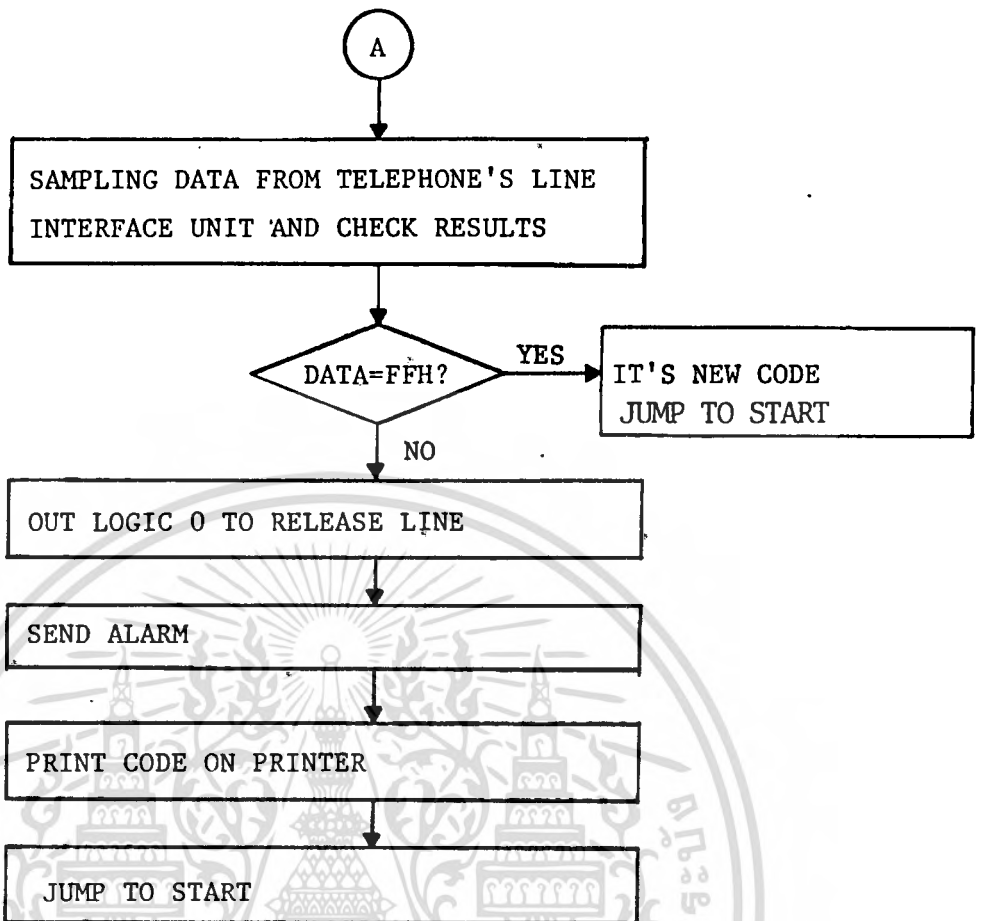 A
SAMPLING DATA FROM TELEPHONE'S LINE
INTERFACE UNIT AND CHECK RESULTS
DATA=FFH?
YES
IT'S NEW CODE
JUMP TO START
NO
OUT LOGIC 0 TO RELEASE LINE
SEND ALARM
PRINT CODE ON PRINTER
JUMP TO START